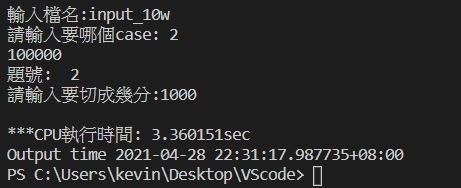 輸入檔名:input_10w
請輸入要哪個case: 2
100000
題號:  2
請輸入要切成幾分:1000
***CPU執行時間: 3.360151sec
Output time 2021-04-28 22:31:17.987735+08:00
PS C:\Users\kevin\Desktop\VScode>